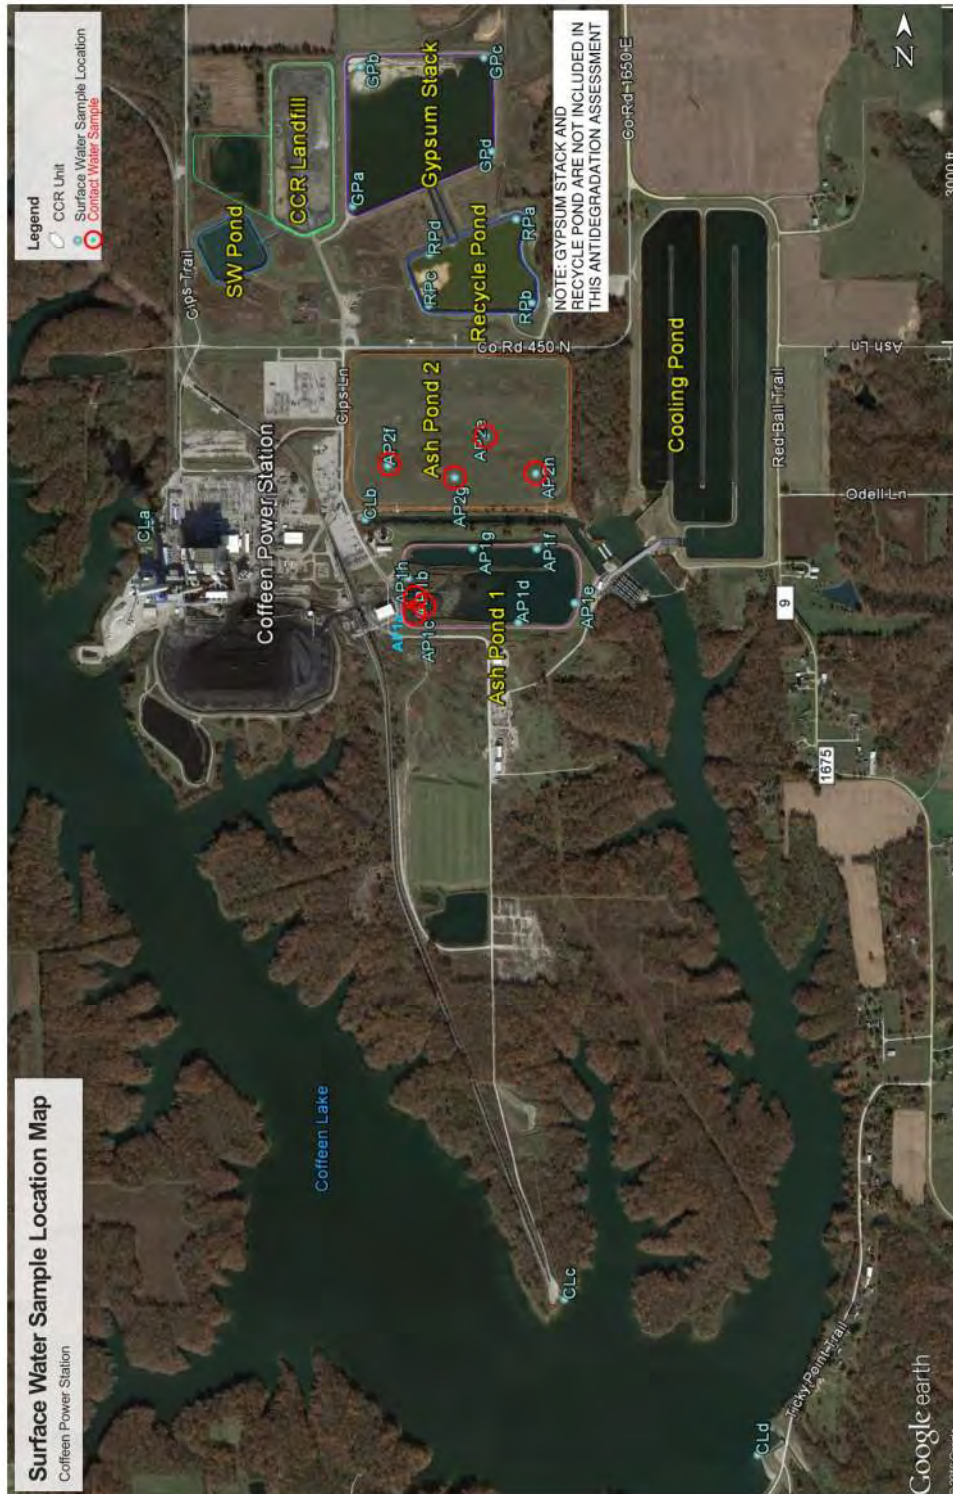 Surface Water Sample Location Map
Coffeen Power Station
Legend
CCR Unit
Surface Water Sample Location
Contact Water Sample
Cips Trail
SW Pond
CCR Landfill
GPb
GPc
GPa
GPd
Gypsum Stack
RPd
RPc
RPa
RPb
Recycle Pond
NOTE: GYPSUM STACK AND
RECYCLE POND ARE NOT INCLUDED IN
THIS ANTIDEGRADATION ASSESSMENT
Co Rd 1650 E
N
3000 ft
Co Rd 450 N
Ash Ln
Cips Ln
CLa
Coffeen Power Station
CLb
AP2f
AP2g
AP2e
AP2h
Ash Pond 2
Cooling Pond
Red Ball Trail
Odell Ln
AP1h
AP1b
AP1c
AP1g
AP1f
AP1d
AP1e
Ash Pond 1
9
1675
Coffeen Lake
CLc
CLd
Ticky Point Trail
Google earth